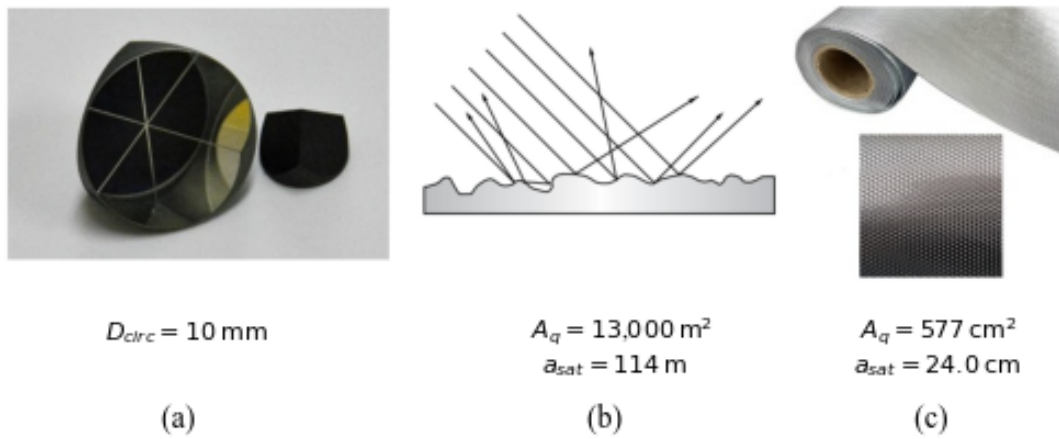 D_circ = 10 mm
A_q = 13,000 m²
a_sat = 114 m
A_q = 577 cm²
a_sat = 24.0 cm
(a)
(b)
(c)